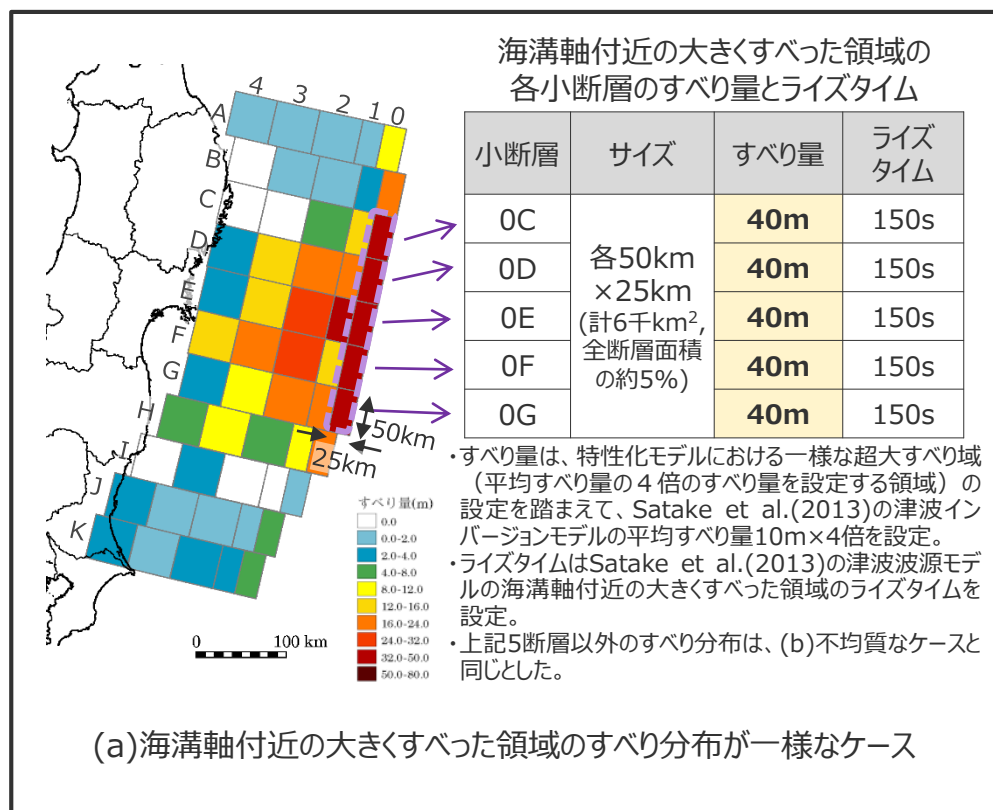 海溝軸付近の大きくすべった領域の
各小断層のすべり量とライズタイム
小断層 サイズ すべり量 ライズ
タイム
0C 40m 150s
0D 40m 150s
0E 40m 150s
0F 40m 150s
0G 40m 150s
各50km
×25km
(計6千km²,
全断層面積
の約5%)
4 3 2 1 0
A
B
C
D
E
F
G
H
I
J
K
50km
25km
すべり量(m)
0.0
0.0-2.0
2.0-4.0
4.0-8.0
8.0-12.0
12.0-16.0
16.0-24.0
24.0-32.0
32.0-50.0
50.0-80.0
0 100 km
・すべり量は、特性化モデルにおける一様な超大すべり域
（平均すべり量の４倍のすべり量を設定する領域）の
設定を踏まえて、Satake et al.(2013)の津波イン
バージョンモデルの平均すべり量10m×4倍を設定。
・ライズタイムはSatake et al.(2013)の津波波源モデ
ルの海溝軸付近の大きくすべった領域のライズタイムを
設定。
・上記5断層以外のすべり分布は、(b)不均質なケースと
同じとした。
(a)海溝軸付近の大きくすべった領域のすべり分布が一様なケース